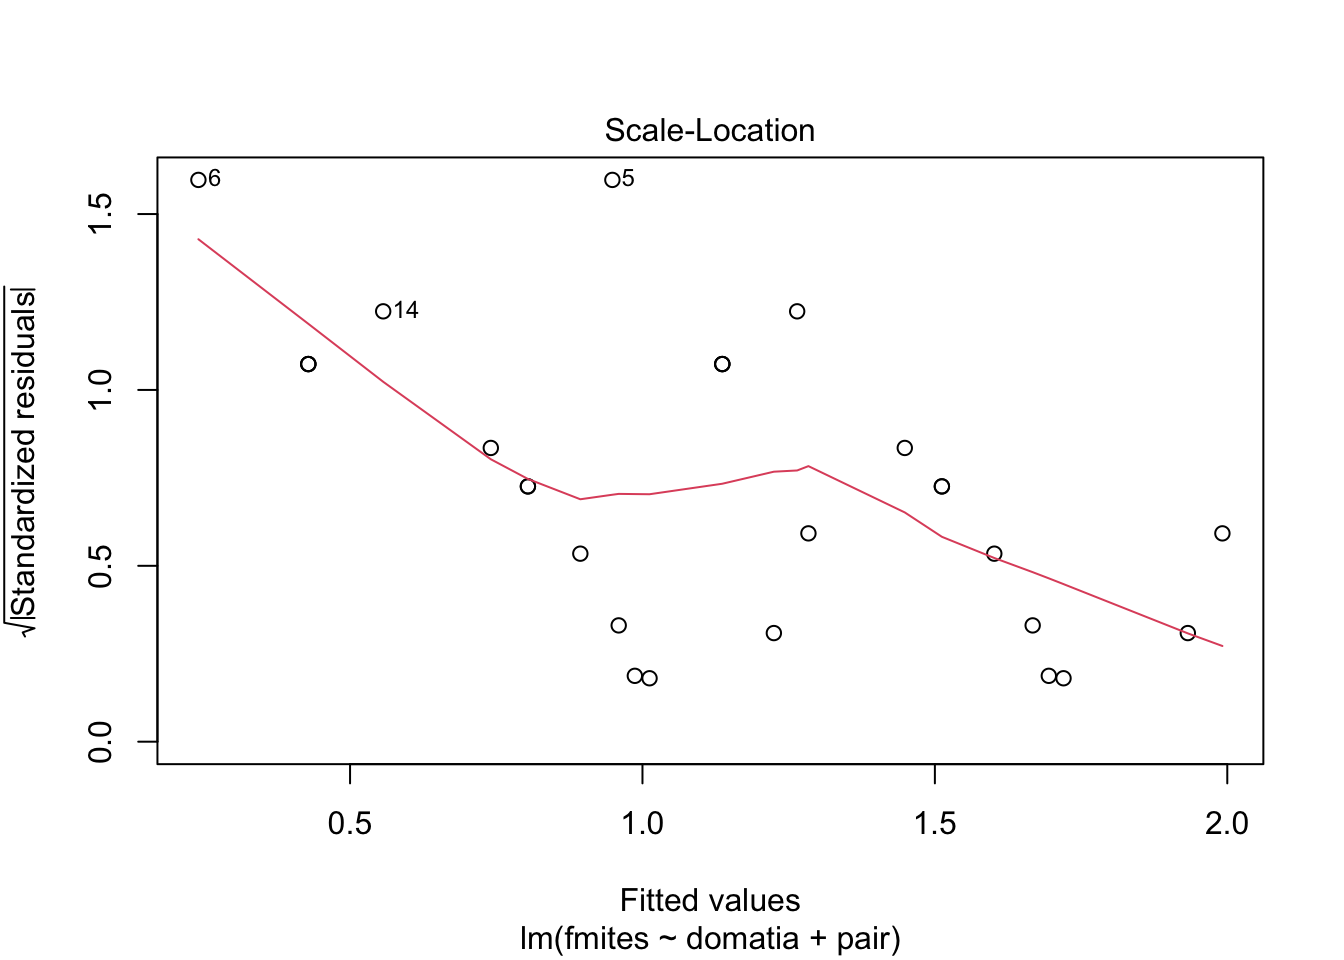 Scale-Location
6
5
14
√|Standardized residuals|
0.0
0.5
1.0
1.5
0.5
1.0
1.5
2.0
Fitted values
lm(fmites ~ domatia + pair)